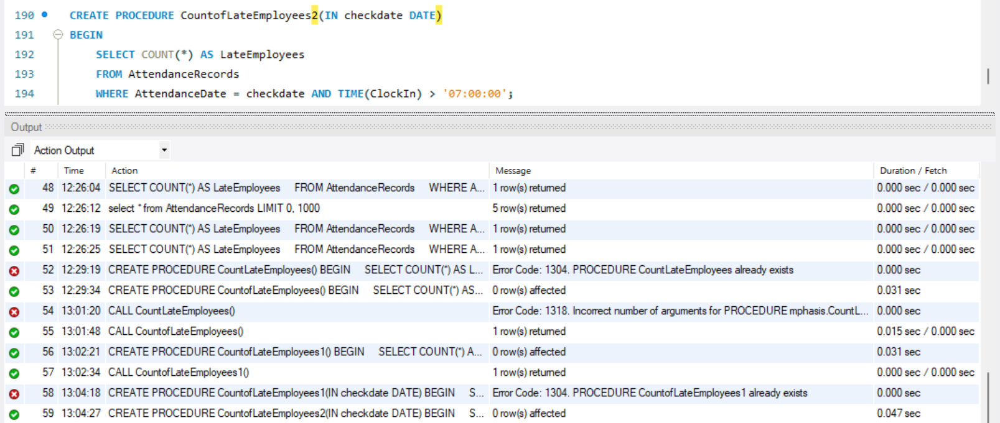 190 CREATE PROCEDURE CountofLateEmployees2(IN checkdate DATE)
191 BEGIN
192 SELECT COUNT(*) AS LateEmployees
193 FROM AttendanceRecords
194 WHERE AttendanceDate = checkdate AND TIME(ClockIn) > '07:00:00';
Output
Action Output
# Time Action Message Duration / Fetch
48 12:26:04 SELECT COUNT(*) AS LateEmployees FROM AttendanceRecords WHERE A... 1 row(s) returned 0.000 sec / 0.000 sec
49 12:26:12 select * from AttendanceRecords LIMIT 0, 1000 5 row(s) returned 0.000 sec / 0.000 sec
50 12:26:19 SELECT COUNT(*) AS LateEmployees FROM AttendanceRecords WHERE A... 1 row(s) returned 0.000 sec / 0.000 sec
51 12:26:25 SELECT COUNT(*) AS LateEmployees FROM AttendanceRecords WHERE A... 1 row(s) returned 0.000 sec / 0.000 sec
52 12:29:19 CREATE PROCEDURE CountLateEmployees() BEGIN SELECT COUNT(*) AS L... Error Code: 1304. PROCEDURE CountLateEmployees already exists 0.000 sec
53 12:29:34 CREATE PROCEDURE CountofLateEmployees() BEGIN SELECT COUNT(*) AS... 0 row(s) affected 0.031 sec
54 13:01:20 CALL CountLateEmployees() Error Code: 1318. Incorrect number of arguments for PROCEDURE mphasis.CountL... 0.000 sec
55 13:01:48 CALL CountofLateEmployees() 1 row(s) returned 0.015 sec / 0.000 sec
56 13:02:21 CREATE PROCEDURE CountofLateEmployees1() BEGIN SELECT COUNT(*) A... 0 row(s) affected 0.031 sec
57 13:02:34 CALL CountofLateEmployees1() 1 row(s) returned 0.000 sec / 0.000 sec
58 13:04:18 CREATE PROCEDURE CountofLateEmployees1(IN checkdate DATE) BEGIN S... Error Code: 1304. PROCEDURE CountofLateEmployees1 already exists 0.000 sec
59 13:04:27 CREATE PROCEDURE CountofLateEmployees2(IN checkdate DATE) BEGIN S... 0 row(s) affected 0.047 sec